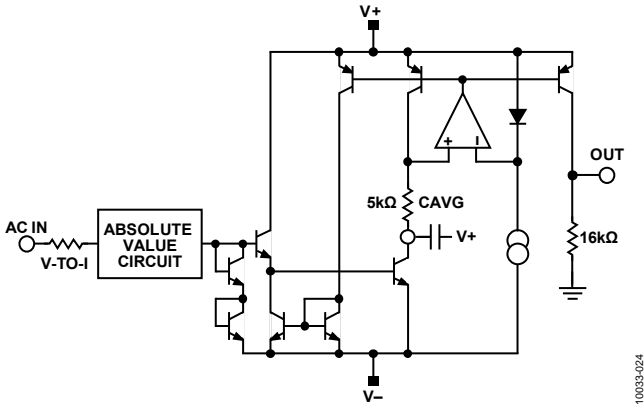 V+
+
−
OUT
5kΩ
CAVG
V+
AC IN
V-TO-I
ABSOLUTE
VALUE
CIRCUIT
16kΩ
V−
10033-024